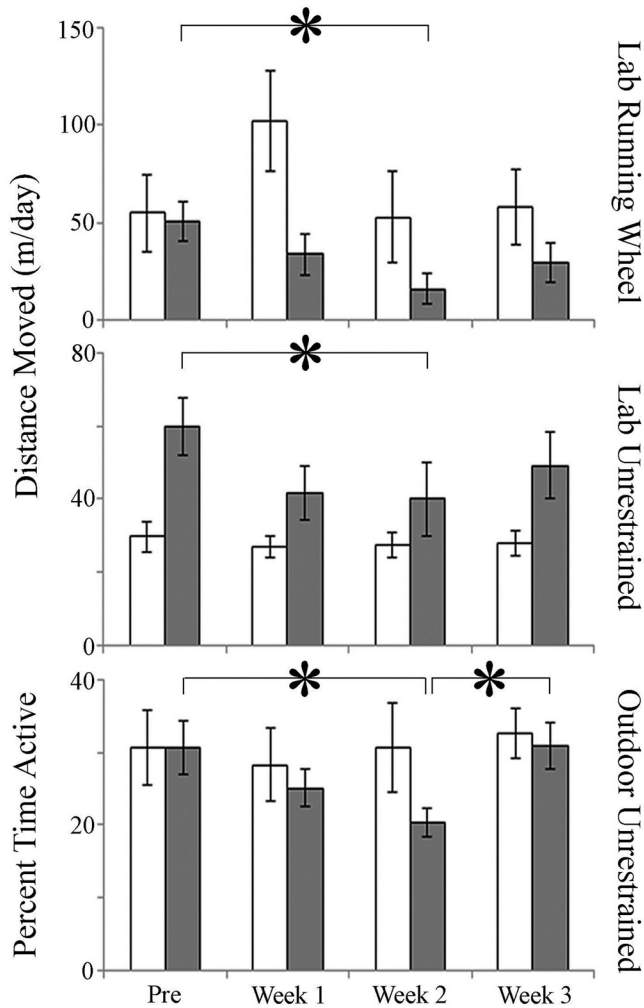 150
100
50
0
Distance Moved (m/day)
*
Lab Running Wheel
80
40
0
*
Lab Unrestrained
40
20
0
Percent Time Active
*
*
Outdoor Unrestrained
Pre
Week 1
Week 2
Week 3